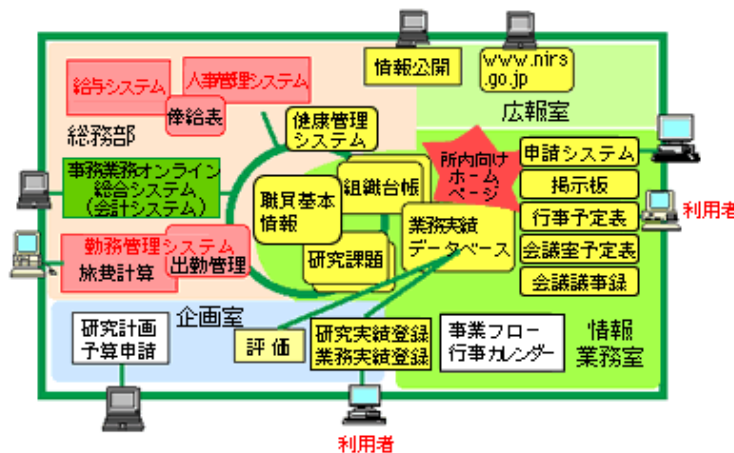 情報公開
www.nirs
.go.jp
広報室
給与システム
人事管理システム
俸給表
総務部
健康管理
システム
事務業務オンライン
総合システム
(会計システム)
職員基本
情報
組織台帳
所内向け
ホーム
ページ
申請システム
掲示板
行事予定表
会議室予定表
会議議事録
利用者
業務実績
データベース
研究課題
勤務管理システム
出勤管理
旅費計算
企画室
研究計画
予算申請
評価
研究実績登録
業務実績登録
事業フロー
行事カレンダー
情報
業務室
利用者